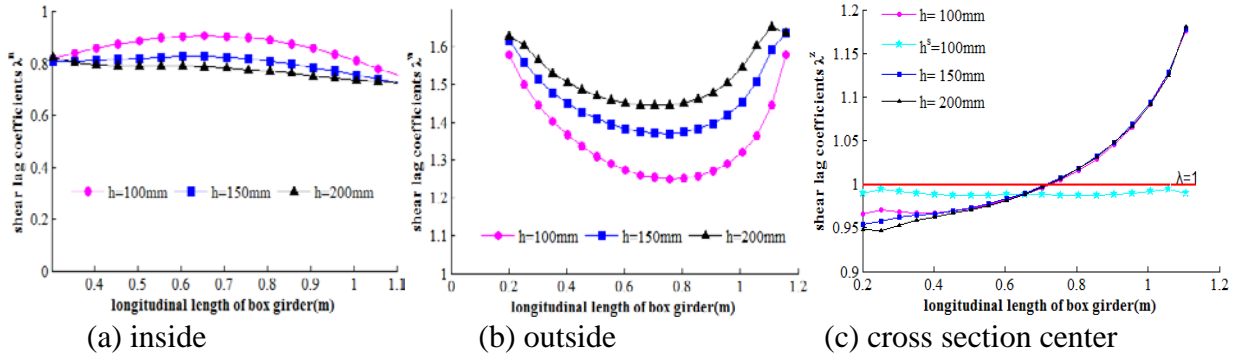 shear lag coefficients λⁿ
1
0.8
0.6
0.4
0.2
0
h=100mm h=150mm h=200mm
0.4 0.5 0.6 0.7 0.8 0.9 1 1.1
longitudinal length of box girder(m)
(a) inside
shear lag coefficients λʷ
1.6
1.5
1.4
1.3
1.2
1.1
1
h=100mm h=150mm h=200mm
0 0.2 0.4 0.6 0.8 1 1.2
longitudinal length of box girder(m)
(b) outside
shear lag coefficients λᶻ
1.2
1.15
1.1
1.05
1
0.95
0.9
h= 100mm
hˢ=100mm
h= 150mm
h= 200mm
λ=1
0.2 0.4 0.6 0.8 1 1.2
longitudinal length of box girder(m)
(c) cross section center